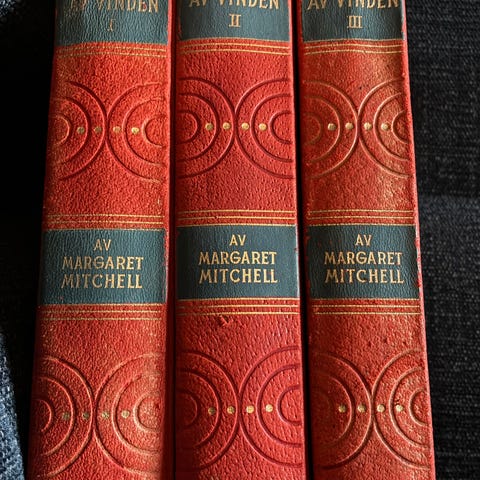 AV VINDEN
I
AV
MARGARET
MITCHELL
AV VINDEN
II
AV
MARGARET
MITCHELL
AV VINDEN
III
AV
MARGARET
MITCHELL